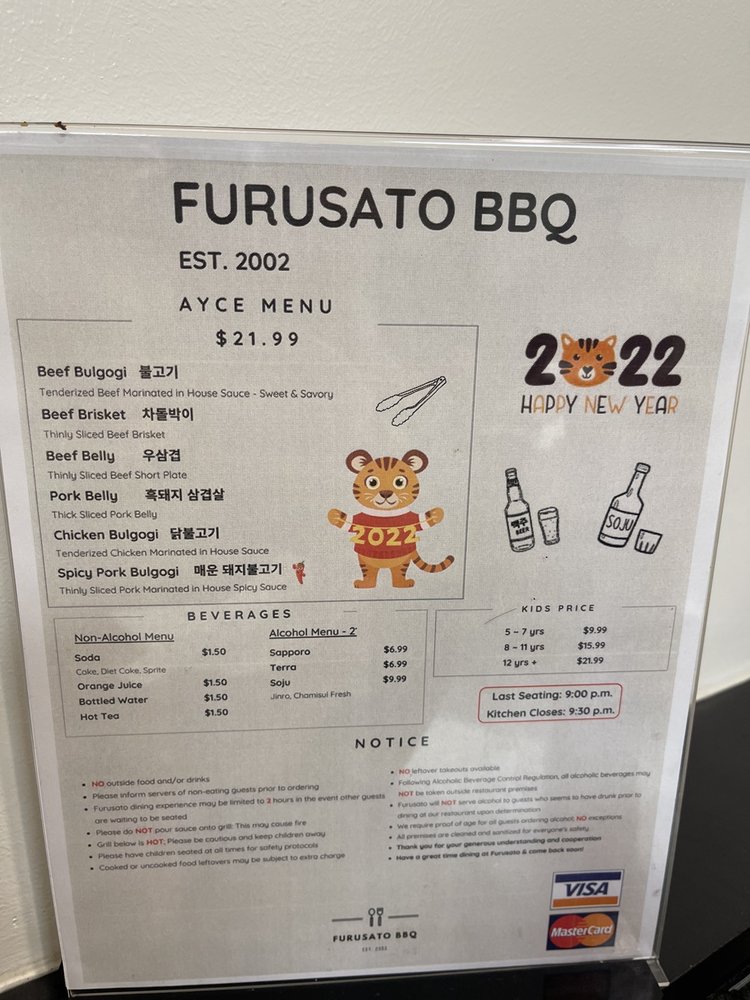 FURUSATO BBQ
EST. 2002
AYCE MENU
$21.99
Beef Bulgogi 불고기
Tenderized Beef Marinated in House Sauce - Sweet & Savory
Beef Brisket 차돌박이
Thinly Sliced Beef Brisket
Beef Belly 우삼겹
Thinly Sliced Beef Short Plate
Pork Belly 흑돼지 삼겹살
Thick Sliced Pork Belly
Chicken Bulgogi 닭불고기
Tenderized Chicken Marinated in House Sauce
Spicy Pork Bulgogi 매운 돼지불고기
Thinly Sliced Pork Marinated in House Spicy Sauce
2022
2022
HAPPY NEW YEAR
맥주
BEER
SOJU
BEVERAGES
Non-Alcohol Menu
Soda $1.50
Coke, Diet Coke, Sprite
Orange Juice $1.50
Bottled Water $1.50
Hot Tea $1.50
Alcohol Menu - 2
Sapporo $6.99
Terra $6.99
Soju $9.99
Jinro, Chamisul Fresh
KIDS PRICE
5 ~ 7 yrs $9.99
8 ~ 11 yrs $15.99
12 yrs + $21.99
Last Seating: 9:00 p.m.
Kitchen Closes: 9:30 p.m.
NOTICE
• NO outside food and/or drinks
• Please inform servers of non-eating guests prior to ordering
• Furusato dining experience may be limited to 2 hours in the event other guests
are waiting to be seated
• Please do NOT pour sauce onto grill: This may cause fire
• Grill below is HOT; Please be cautious and keep children away
• Please have children seated at all times for safety protocols
• Cooked or uncooked food leftovers may be subject to extra charge
• NO leftover takeouts available
• Following Alcoholic Beverage Control Regulation, all alcoholic beverages may
NOT be taken outside restaurant premises
• Furusato will NOT serve alcohol to guests who seems to have drunk prior to
dining at our restaurant upon determination
• We require proof of age for all guests ordering alcohol; NO exceptions
• All premises are cleaned and sanitized for everyone's safety
• Thank you for your generous understanding and cooperation
• Have a great time dining at Furusato & come back soon!
FURUSATO BBQ
EST. 2002
VISA
MasterCard